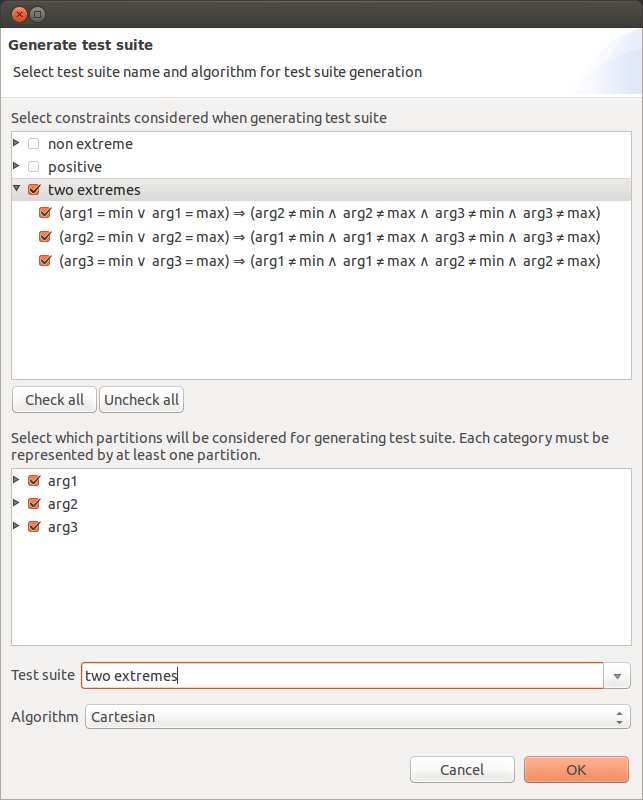 Generate test suite
Select test suite name and algorithm for test suite generation
Select constraints considered when generating test suite
non extreme
positive
two extremes
(arg1 = min ∨ arg1 = max) ⇒ (arg2 ≠ min ∧ arg2 ≠ max ∧ arg3 ≠ min ∧ arg3 ≠ max)
(arg2 = min ∨ arg2 = max) ⇒ (arg1 ≠ min ∧ arg1 ≠ max ∧ arg3 ≠ min ∧ arg3 ≠ max)
(arg3 = min ∨ arg3 = max) ⇒ (arg1 ≠ min ∧ arg1 ≠ max ∧ arg2 ≠ min ∧ arg2 ≠ max)
Check all Uncheck all
Select which partitions will be considered for generating test suite. Each category must be
represented by at least one partition.
arg1
arg2
arg3
Test suite two extremes
Algorithm Cartesian
Cancel OK